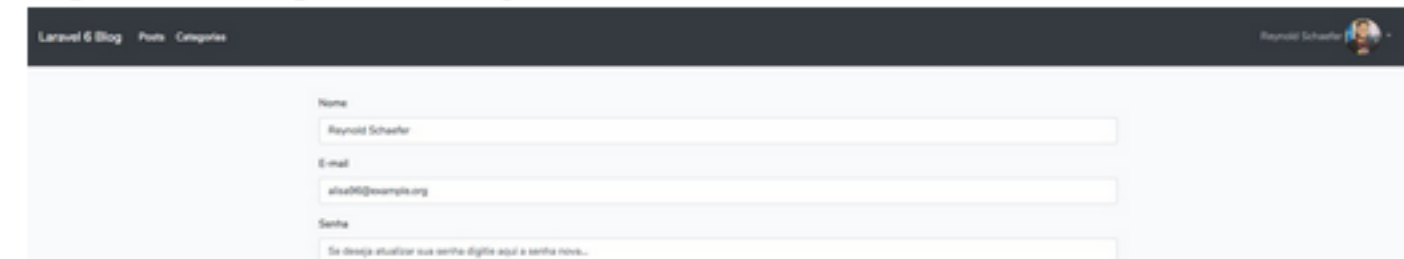 Laravel 6 Blog Posts Categories Reynold Schaefer
Nome
Reynold Schaefer
E-mail
alisa96@example.org
Senha
Se deseja atualizar sua senha digitie aqui a senha nova...